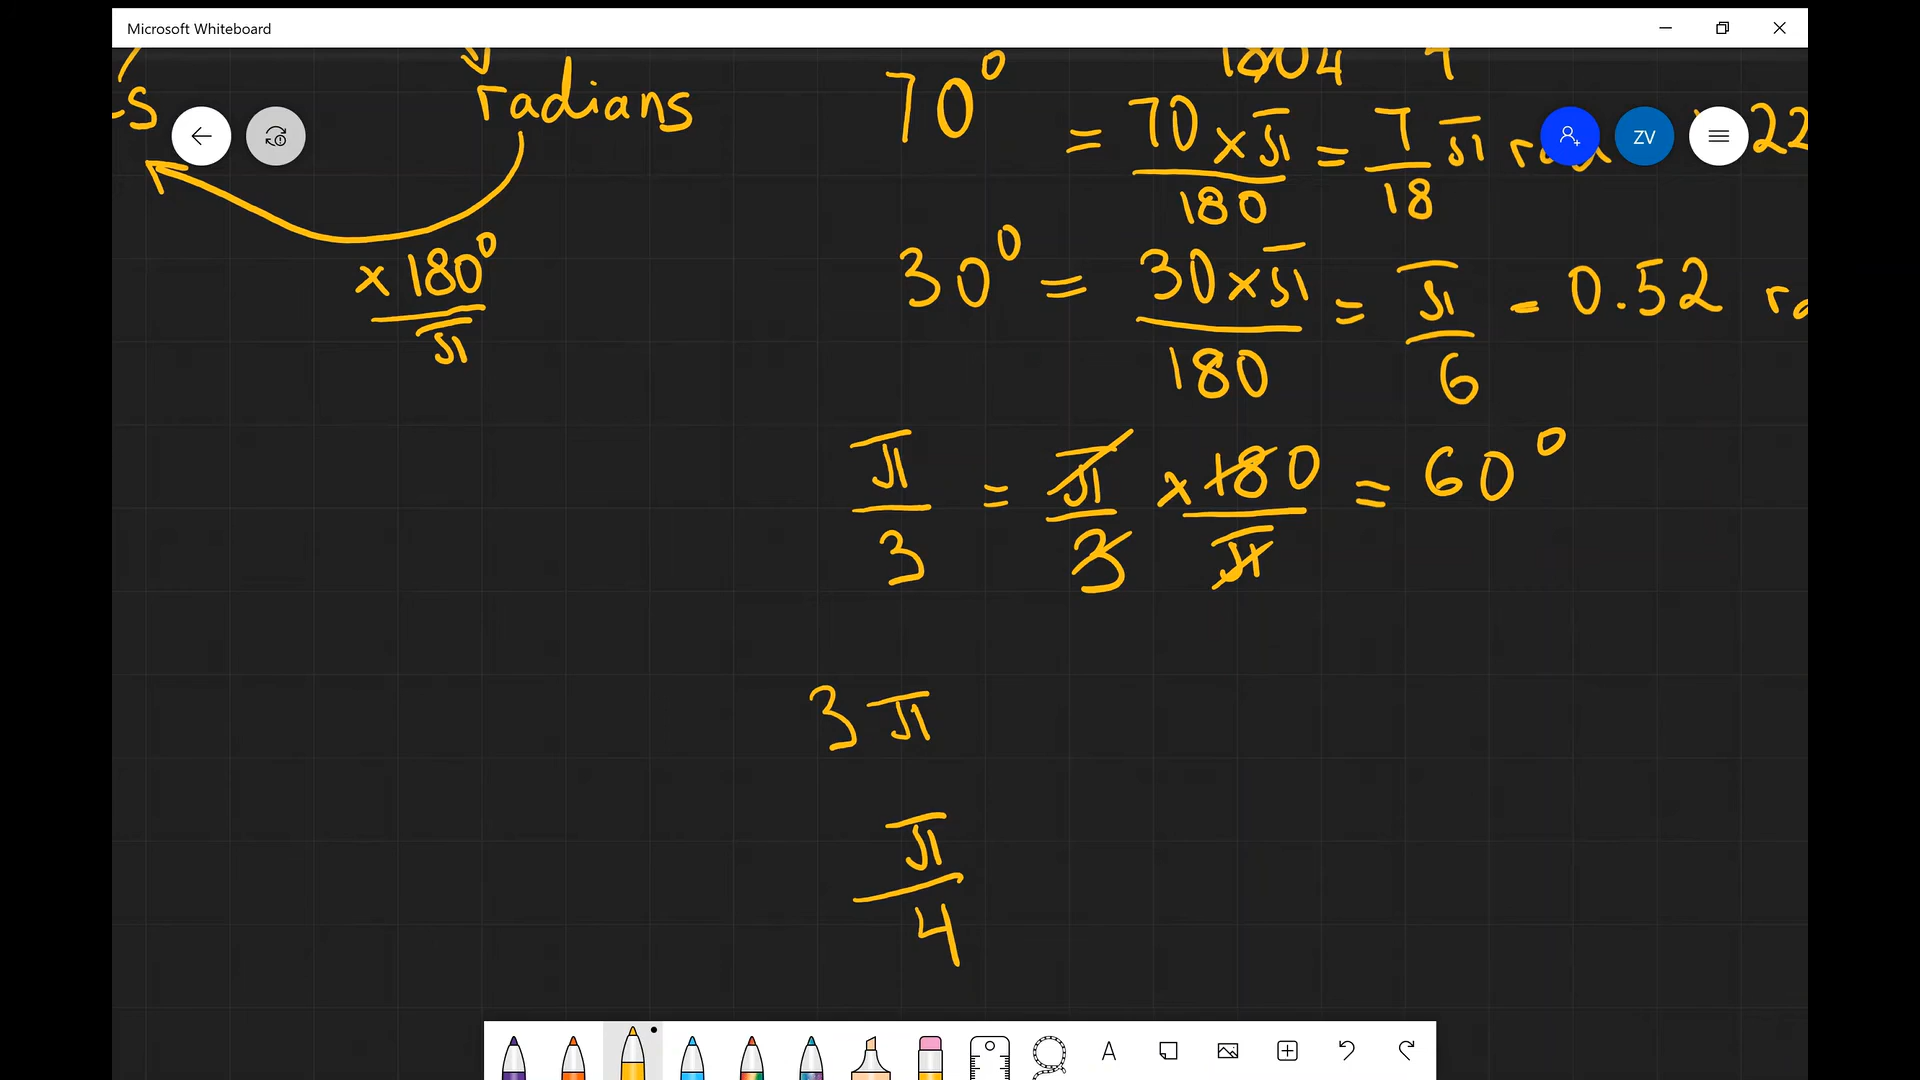 Microsoft Whiteboard
radians
× 180°
π
70° = 70 × π = 7 π
180 18
ZV
30° = 30 × π = π = 0.52
180 6
π = π × 180 = 60°
3 3 π
3 π
π
4
A